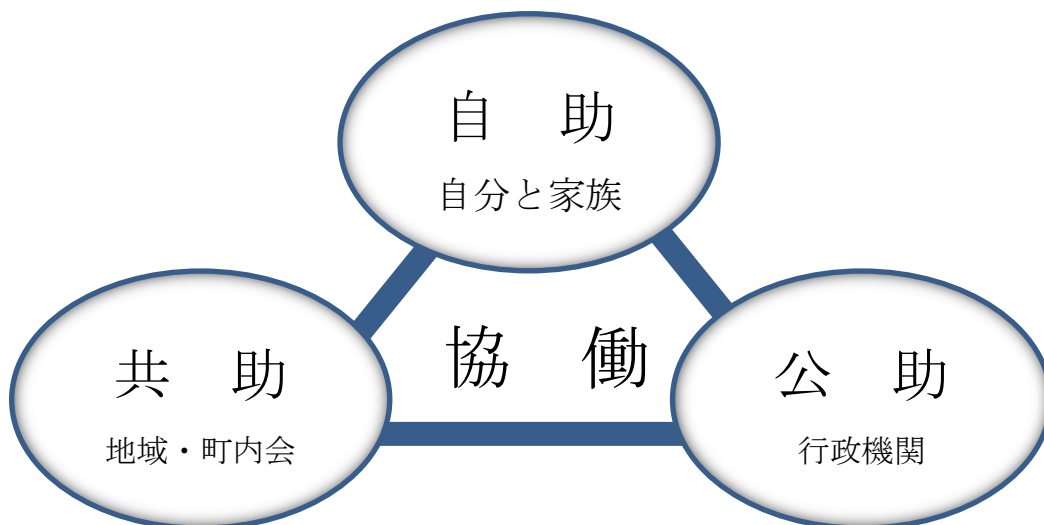 自　助
自分と家族
協　働
共　助
地域・町内会
公　助
行政機関